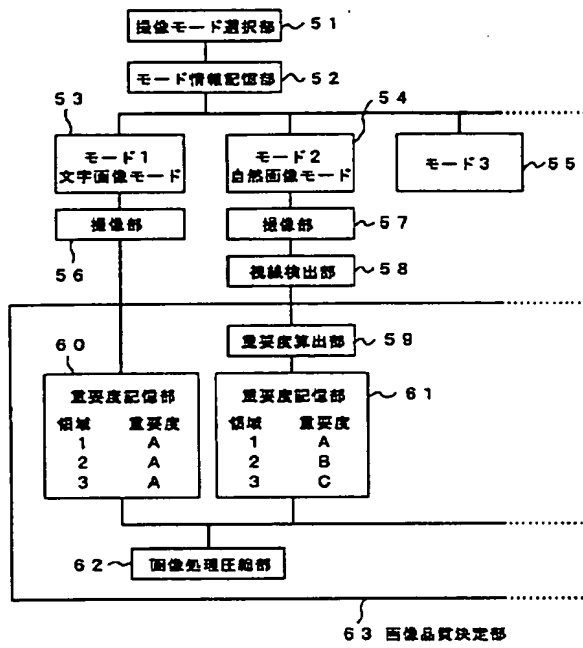 撮像モード選択部 51
モード情報記憶部 52
53
54
モード1
文字画像モード
モード2
自然画像モード
モード3
55
撮像部
56
撮像部
57
視線検出部
58
重要度算出部
59
60
重要度記憶部
領域 重要度
1 A
2 A
3 A
重要度記憶部
領域 重要度
1 A
2 B
3 C
61
62
画像処理圧縮部
63 画像品質決定部